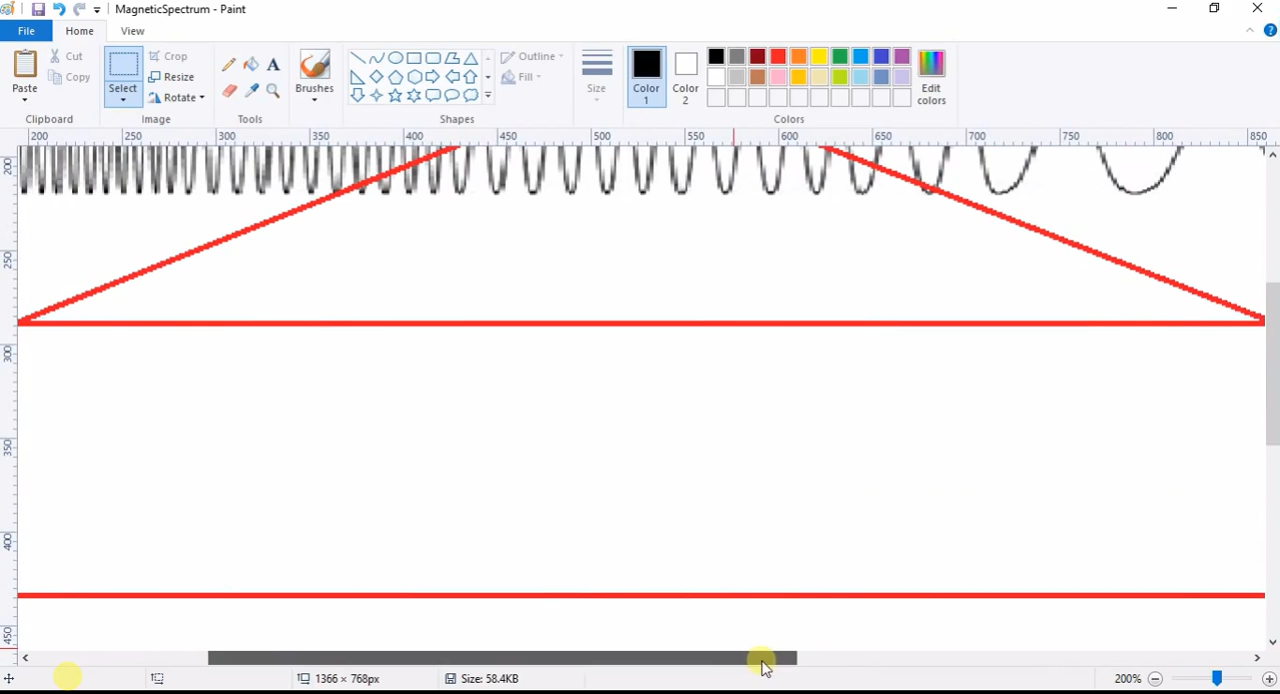 MagneticSpectrum - Paint
File Home View
Paste
Cut
Copy
Clipboard
Select
Crop
Resize
Rotate
Image
A
Tools
Brushes
Outline
Fill
Shapes
Size
Color 1
Color 2
Edit colors
Colors
200 250 300 350 400 450 500 550 600 650 700 750 800 850
200
250
300
350
400
450
1366 × 768px
Size: 58.4KB
200%